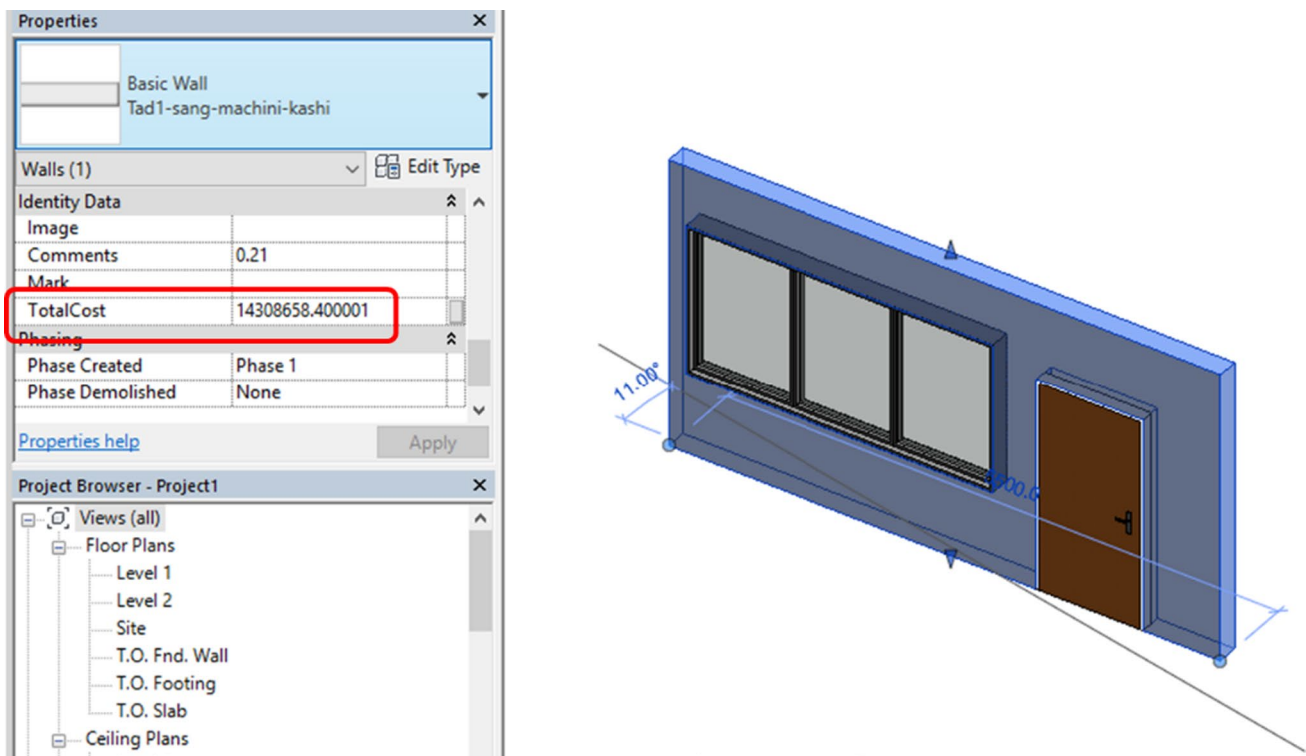 Properties
Basic Wall
Tad1-sang-machini-kashi
Walls (1)
Edit Type
Identity Data
Image
Comments 0.21
Mark
TotalCost 14308658.400001
Phasing
Phase Created Phase 1
Phase Demolished None
Properties help
Apply
Project Browser - Project1
Views (all)
Floor Plans
Level 1
Level 2
Site
T.O. Fnd. Wall
T.O. Footing
T.O. Slab
Ceiling Plans
11.00°